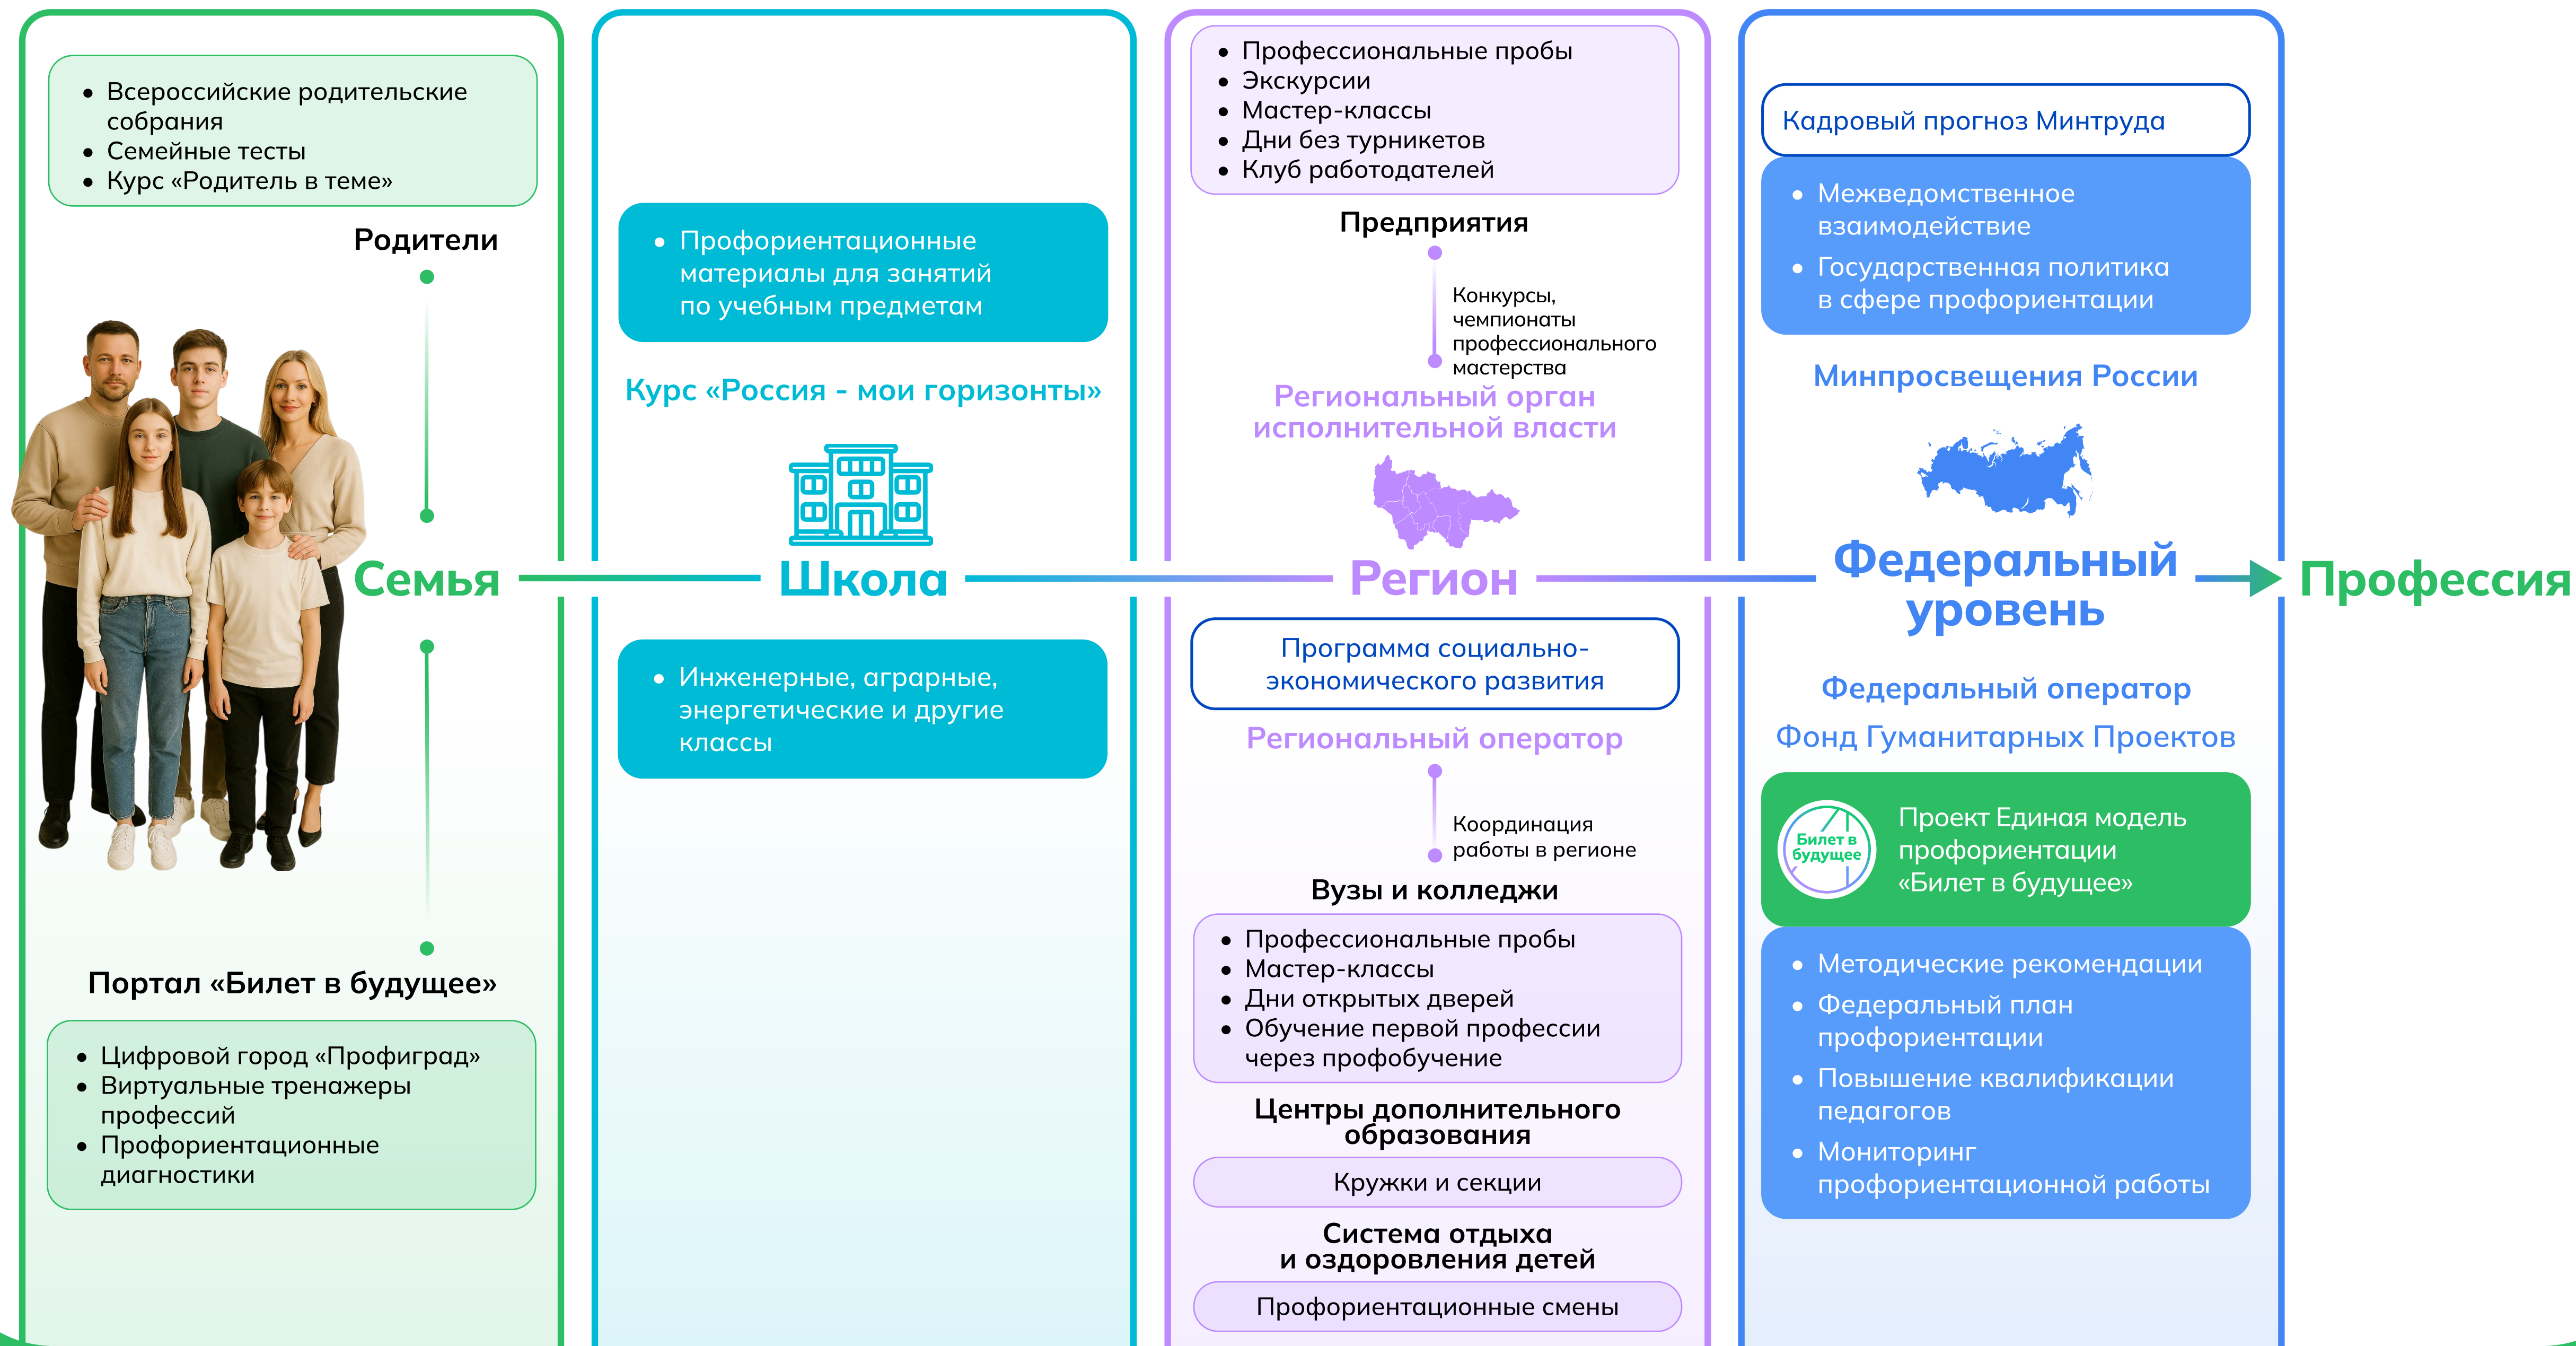 Всероссийские родительские
собрания
Семейные тесты
Курс «Родитель в теме»
Родители
Семья
Портал «Билет в будущее»
Цифровой город «Профиград»
Виртуальные тренажеры
профессий
Профориентационные
диагностики
Профориентационные
материалы для занятий
по учебным предметам
Курс «Россия - мои горизонты»
Школа
Инженерные, аграрные,
энергетические и другие
классы
Профессиональные пробы
Экскурсии
Мастер-классы
Дни без турникетов
Клуб работодателей
Предприятия
Конкурсы,
чемпионаты
профессионального
мастерства
Региональный орган
исполнительной власти
Регион
Программа социально-
экономического развития
Региональный оператор
Координация
работы в регионе
Вузы и колледжи
Профессиональные пробы
Мастер-классы
Дни открытых дверей
Обучение первой профессии
через профобучение
Центры дополнительного
образования
Кружки и секции
Система отдыха
и оздоровления детей
Профориентационные смены
Кадровый прогноз Минтруда
Межведомственное
взаимодействие
Государственная политика
в сфере профориентации
Минпросвещения России
Федеральный
уровень
Федеральный оператор
Фонд Гуманитарных Проектов
Билет в
будущее
Проект Единая модель
профориентации
«Билет в будущее»
Методические рекомендации
Федеральный план
профориентации
Повышение квалификации
педагогов
Мониторинг
профориентационной работы
Профессия